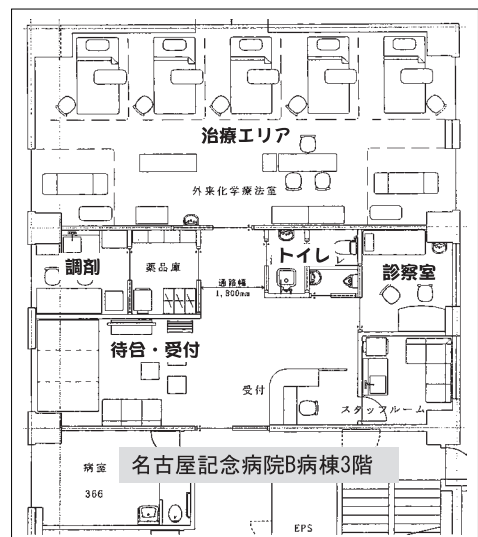 治療エリア
外来化学療法室
調剤
薬品庫
通路幅
1,800mm
トイレ
診察室
待合・受付
受付
スタッフルーム
病室
366
名古屋記念病院B病棟3階
EPS